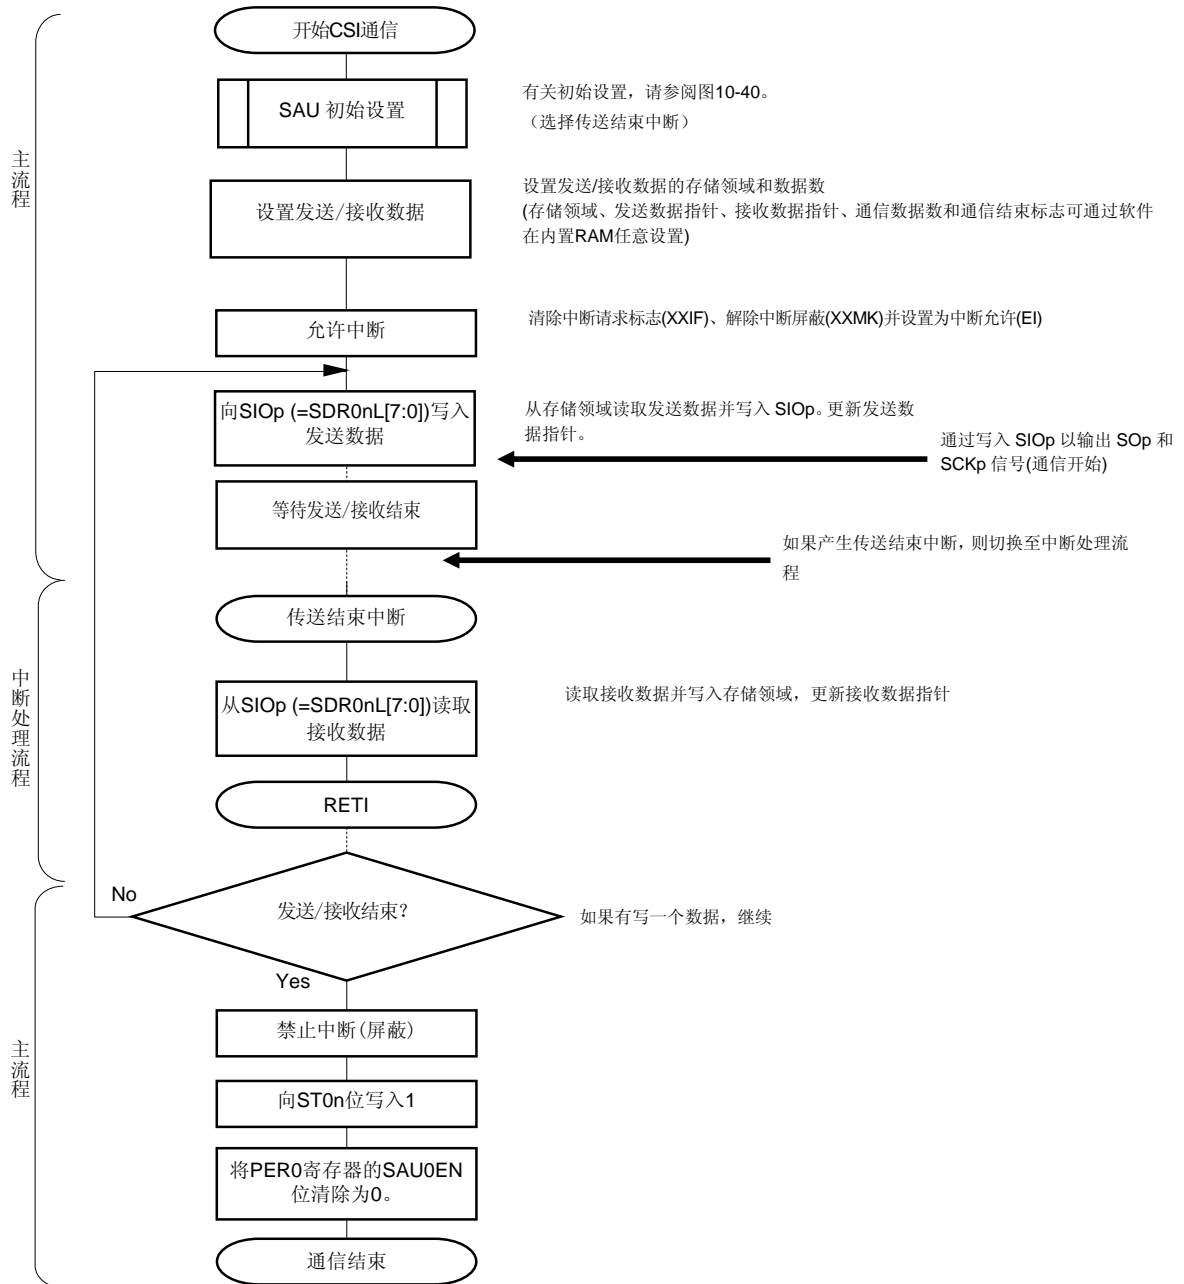 开始CSI通信
SAU 初始设置
有关初始设置，请参阅图10-40。
（选择传送结束中断）
主流程
设置发送/接收数据
设置发送/接收数据的存储领域和数据数
(存储领域、发送数据指针、接收数据指针、通信数据数和通信结束标志可通过软件
在内置RAM任意设置)
允许中断
清除中断请求标志(XXIF)、解除中断屏蔽(XXMK)并设置为中断允许(EI)
向SIOp (=SDR0nL[7:0])写入
发送数据
从存储领域读取发送数据并写入 SIOp。更新发送数
据指针。
通过写入 SIOp 以输出 SOp 和
SCKp 信号(通信开始)
等待发送/接收结束
如果产生传送结束中断，则切换至中断处理流
程
传送结束中断
中断处理流程
从SIOp (=SDR0nL[7:0])读取
接收数据
读取接收数据并写入存储领域，更新接收数据指针
RETI
No
发送/接收结束？
如果有写一个数据，继续
Yes
禁止中断(屏蔽)
主流程
向ST0n位写入1
将PER0寄存器的SAU0EN
位清除为0。
通信结束